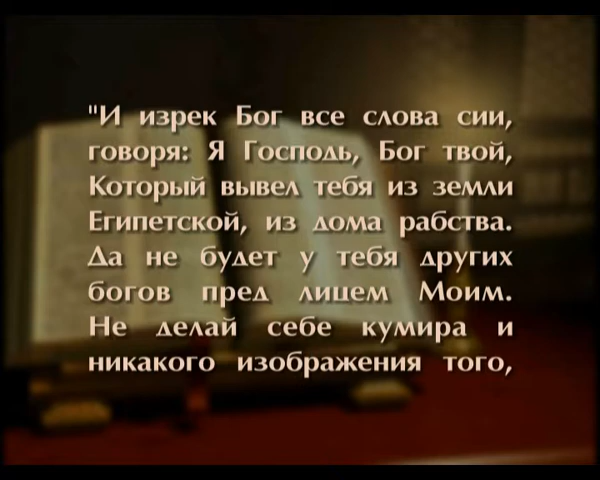 "И изрек Бог все слова сии,
говоря: Я Господь, Бог твой,
Который вывел тебя из земли
Египетской, из дома рабства.
Да не будет у тебя других
богов пред лицем Моим.
Не делай себе кумира и
никакого изображения того,